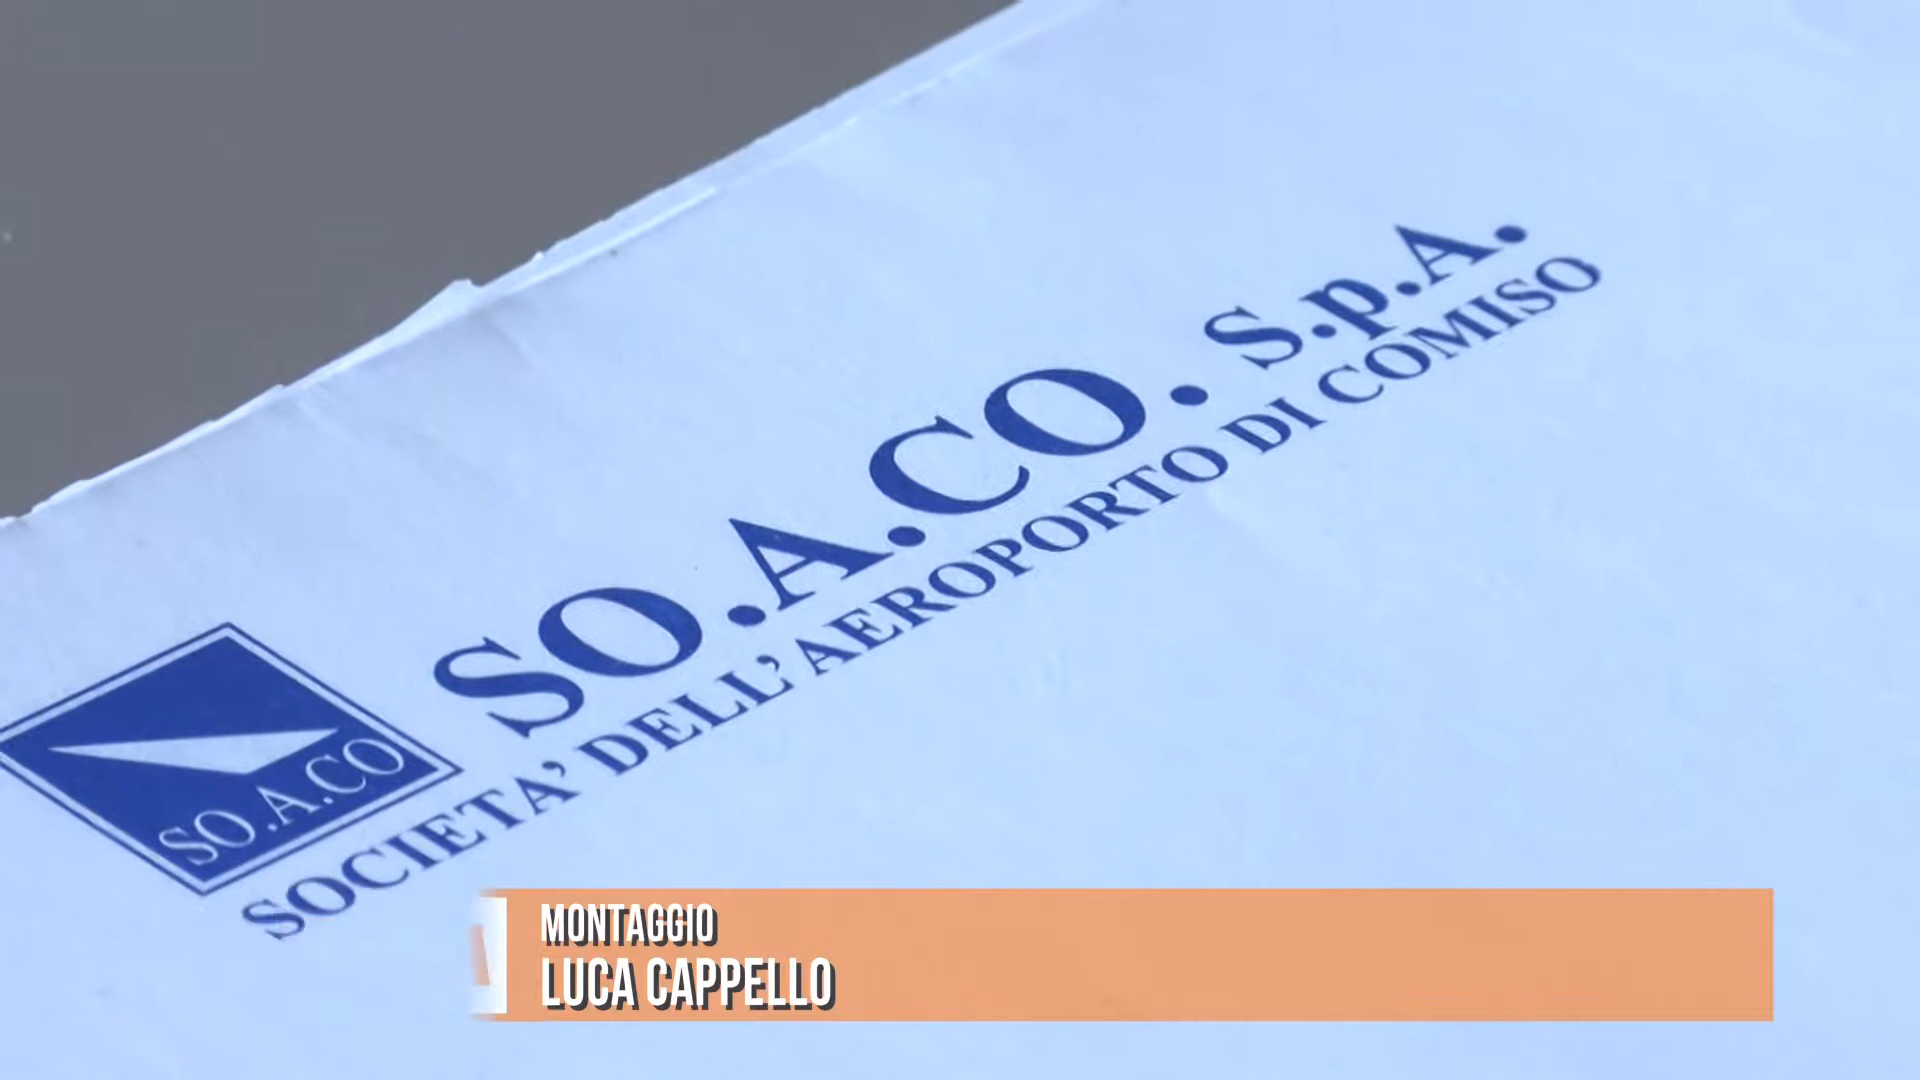 SO.A.CO. S.p.A.
SOCIETA' DELL'AEROPORTO DI COMISO
SO.A.CO
MONTAGGIO
LUCA CAPPELLO